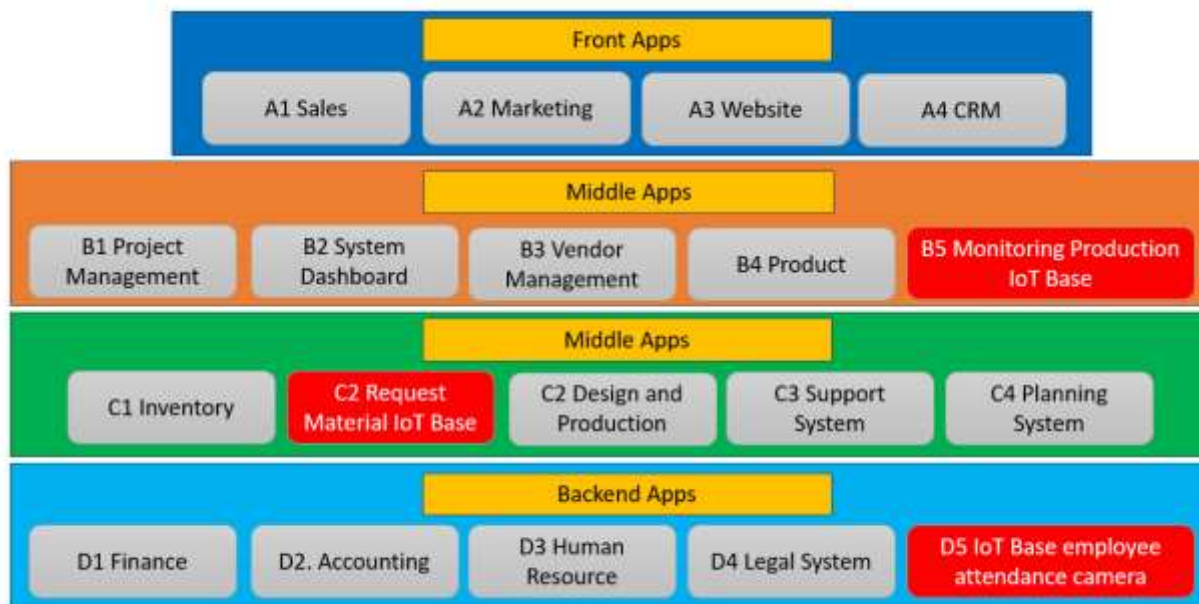 Front Apps
A1 Sales
A2 Marketing
A3 Website
A4 CRM
Middle Apps
B1 Project
Management
B2 System
Dashboard
B3 Vendor
Management
B4 Product
B5 Monitoring Production
IoT Base
Middle Apps
C1 Inventory
C2 Request
Material IoT Base
C2 Design and
Production
C3 Support
System
C4 Planning
System
Backend Apps
D1 Finance
D2. Accounting
D3 Human
Resource
D4 Legal System
D5 IoT Base employee
attendance camera